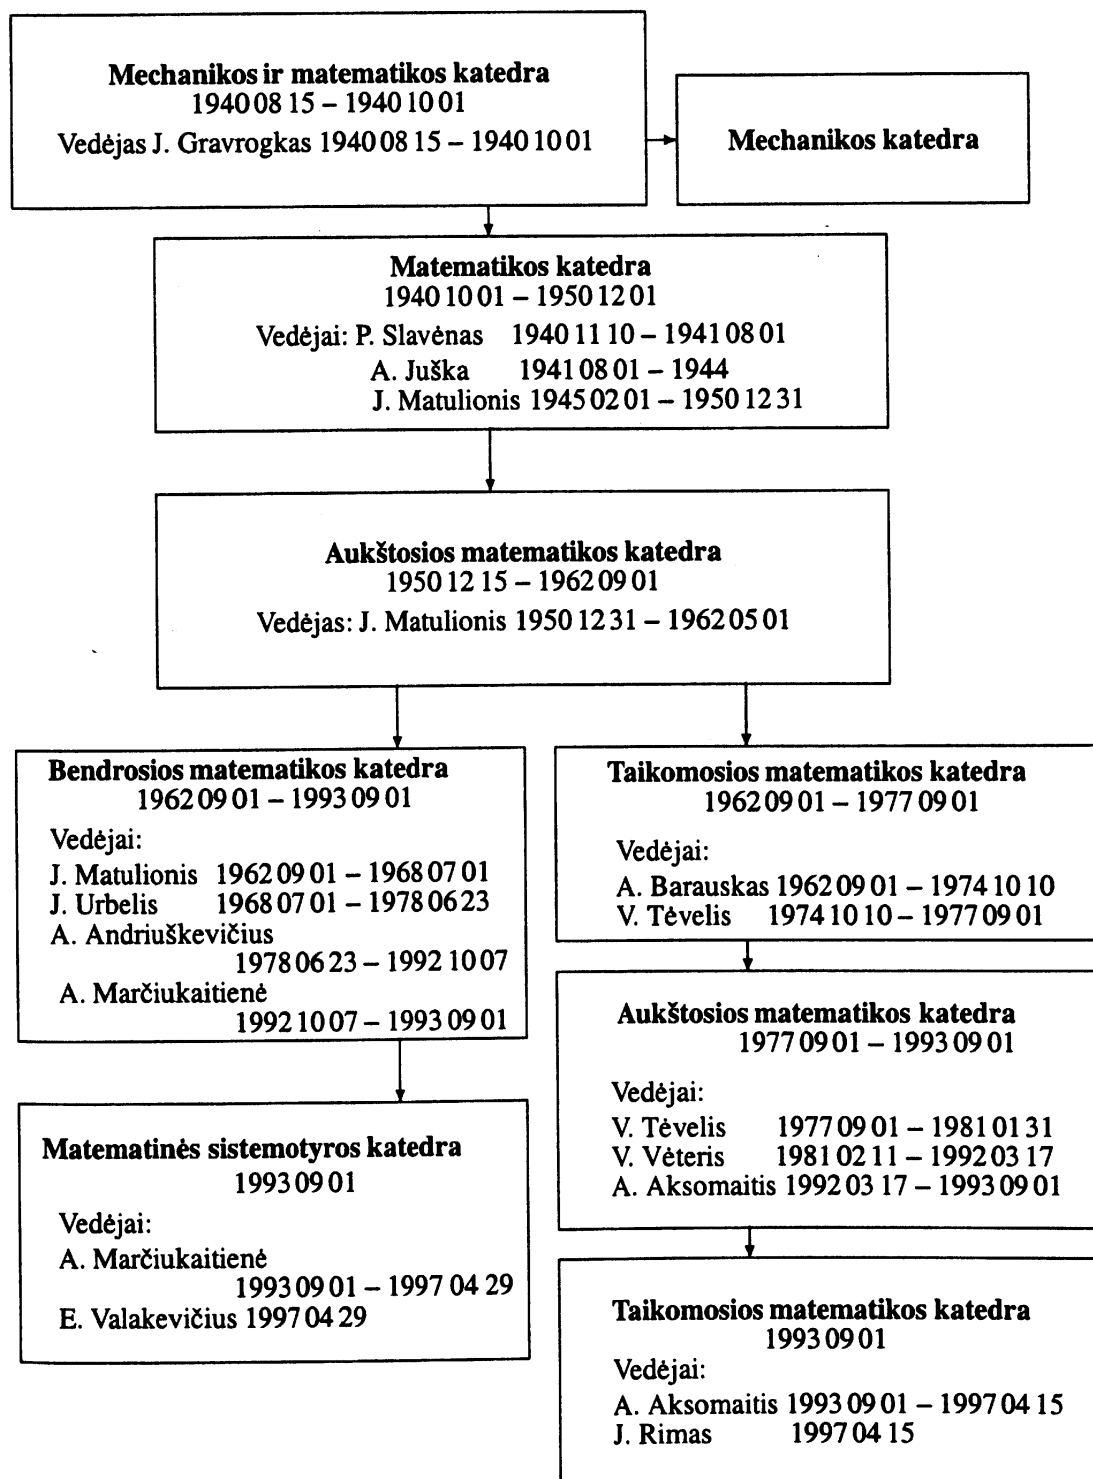 Mechanikos ir matematikos katedra
1940 08 15 – 1940 10 01
Vedėjas J. Gravrogkas 1940 08 15 – 1940 10 01
Mechanikos katedra
Matematikos katedra
1940 10 01 – 1950 12 01
Vedėjai: P. Slavėnas 1940 11 10 – 1941 08 01
A. Juška 1941 08 01 – 1944
J. Matulionis 1945 02 01 – 1950 12 31
Aukštosios matematikos katedra
1950 12 15 – 1962 09 01
Vedėjas: J. Matulionis 1950 12 31 – 1962 05 01
Bendrosios matematikos katedra
1962 09 01 – 1993 09 01
Vedėjai:
J. Matulionis 1962 09 01 – 1968 07 01
J. Urbelis 1968 07 01 – 1978 06 23
A. Andriuškevičius
1978 06 23 – 1992 10 07
A. Marčiukaitienė
1992 10 07 – 1993 09 01
Matematinės sistemotyros katedra
1993 09 01
Vedėjai:
A. Marčiukaitienė
1993 09 01 – 1997 04 29
E. Valakevičius 1997 04 29
Taikomosios matematikos katedra
1962 09 01 – 1977 09 01
Vedėjai:
A. Barauskas 1962 09 01 – 1974 10 10
V. Tėvelis 1974 10 10 – 1977 09 01
Aukštosios matematikos katedra
1977 09 01 – 1993 09 01
Vedėjai:
V. Tėvelis 1977 09 01 – 1981 01 31
V. Vėteris 1981 02 11 – 1992 03 17
A. Aksomaitis 1992 03 17 – 1993 09 01
Taikomosios matematikos katedra
1993 09 01
Vedėjai:
A. Aksomaitis 1993 09 01 – 1997 04 15
J. Rimas 1997 04 15